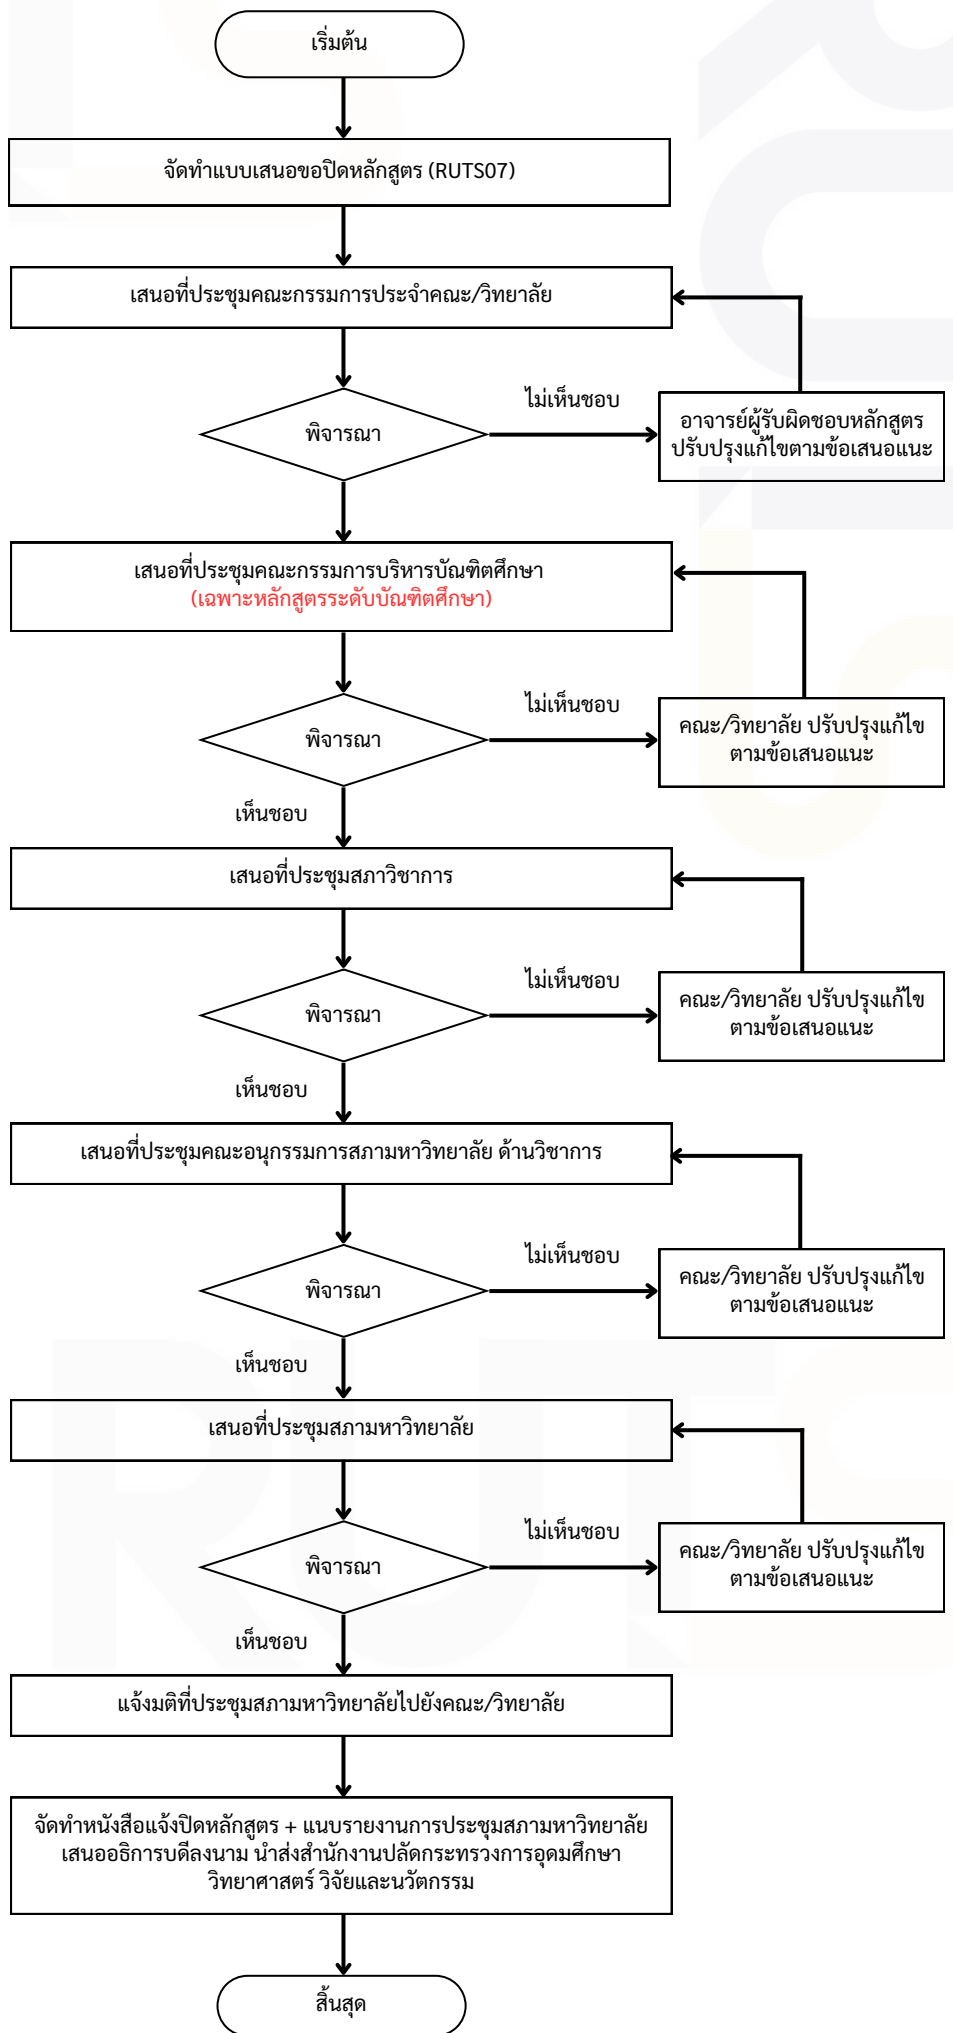 เริ่มต้น
จัดทำแบบเสนอขอปิดหลักสูตร (RUTS07)
เสนอที่ประชุมคณะกรรมการประจำคณะ/วิทยาลัย
พิจารณา
ไม่เห็นชอบ
อาจารย์ผู้รับผิดชอบหลักสูตร
ปรับปรุงแก้ไขตามข้อเสนอแนะ
เสนอที่ประชุมคณะกรรมการบริหารบัณฑิตศึกษา
(เฉพาะหลักสูตรระดับบัณฑิตศึกษา)
พิจารณา
ไม่เห็นชอบ
คณะ/วิทยาลัย ปรับปรุงแก้ไข
ตามข้อเสนอแนะ
เห็นชอบ
เสนอที่ประชุมสภาวิชาการ
พิจารณา
ไม่เห็นชอบ
คณะ/วิทยาลัย ปรับปรุงแก้ไข
ตามข้อเสนอแนะ
เห็นชอบ
เสนอที่ประชุมคณะอนุกรรมการสภามหาวิทยาลัย ด้านวิชาการ
พิจารณา
ไม่เห็นชอบ
คณะ/วิทยาลัย ปรับปรุงแก้ไข
ตามข้อเสนอแนะ
เห็นชอบ
เสนอที่ประชุมสภามหาวิทยาลัย
พิจารณา
ไม่เห็นชอบ
คณะ/วิทยาลัย ปรับปรุงแก้ไข
ตามข้อเสนอแนะ
เห็นชอบ
แจ้งมติที่ประชุมสภามหาวิทยาลัยไปยังคณะ/วิทยาลัย
จัดทำหนังสือแจ้งปิดหลักสูตร + แนบรายงานการประชุมสภามหาวิทยาลัย
เสนออธิการบดีลงนาม นำส่งสำนักงานปลัดกระทรวงการอุดมศึกษา
วิทยาศาสตร์ วิจัยและนวัตกรรม
สิ้นสุด
RUTS